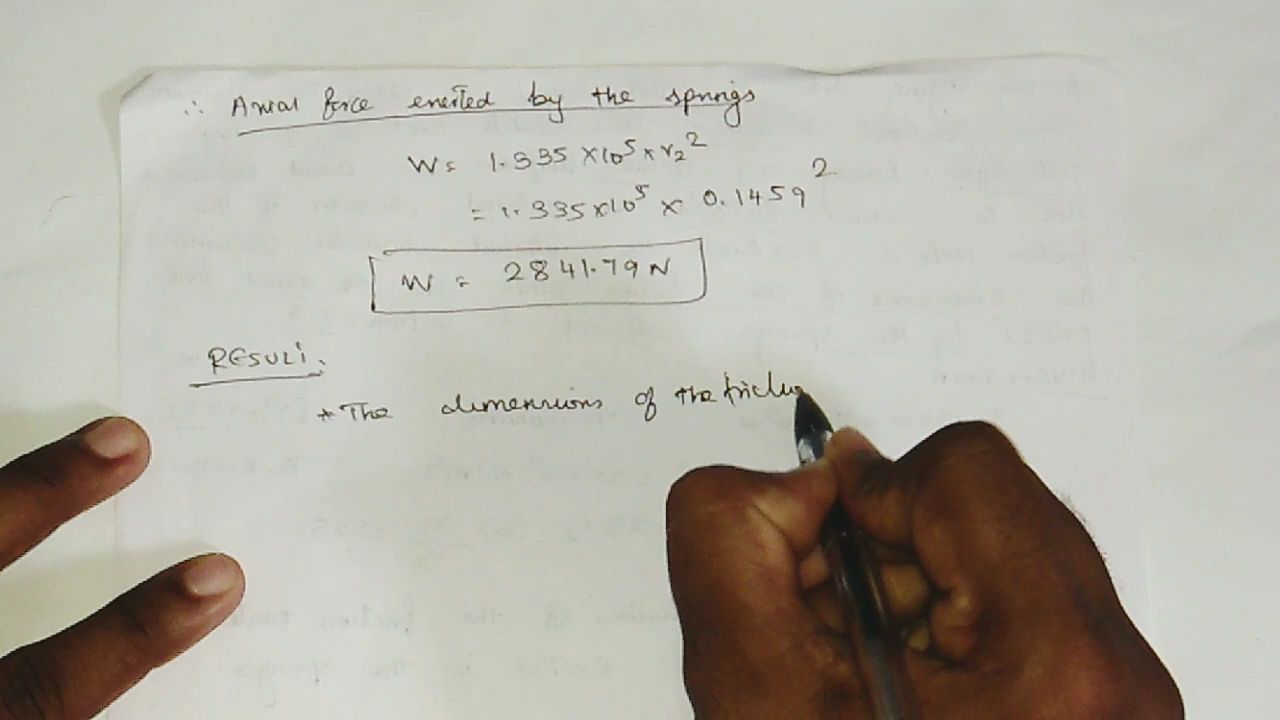 ∴ Axial force exerted by the springs
W = 1.335 × 10⁵ × r₂²
= 1.335 × 10⁵ × 0.1459²
W = 2841.79 N
RESULT:
* The dimensions of the frictio